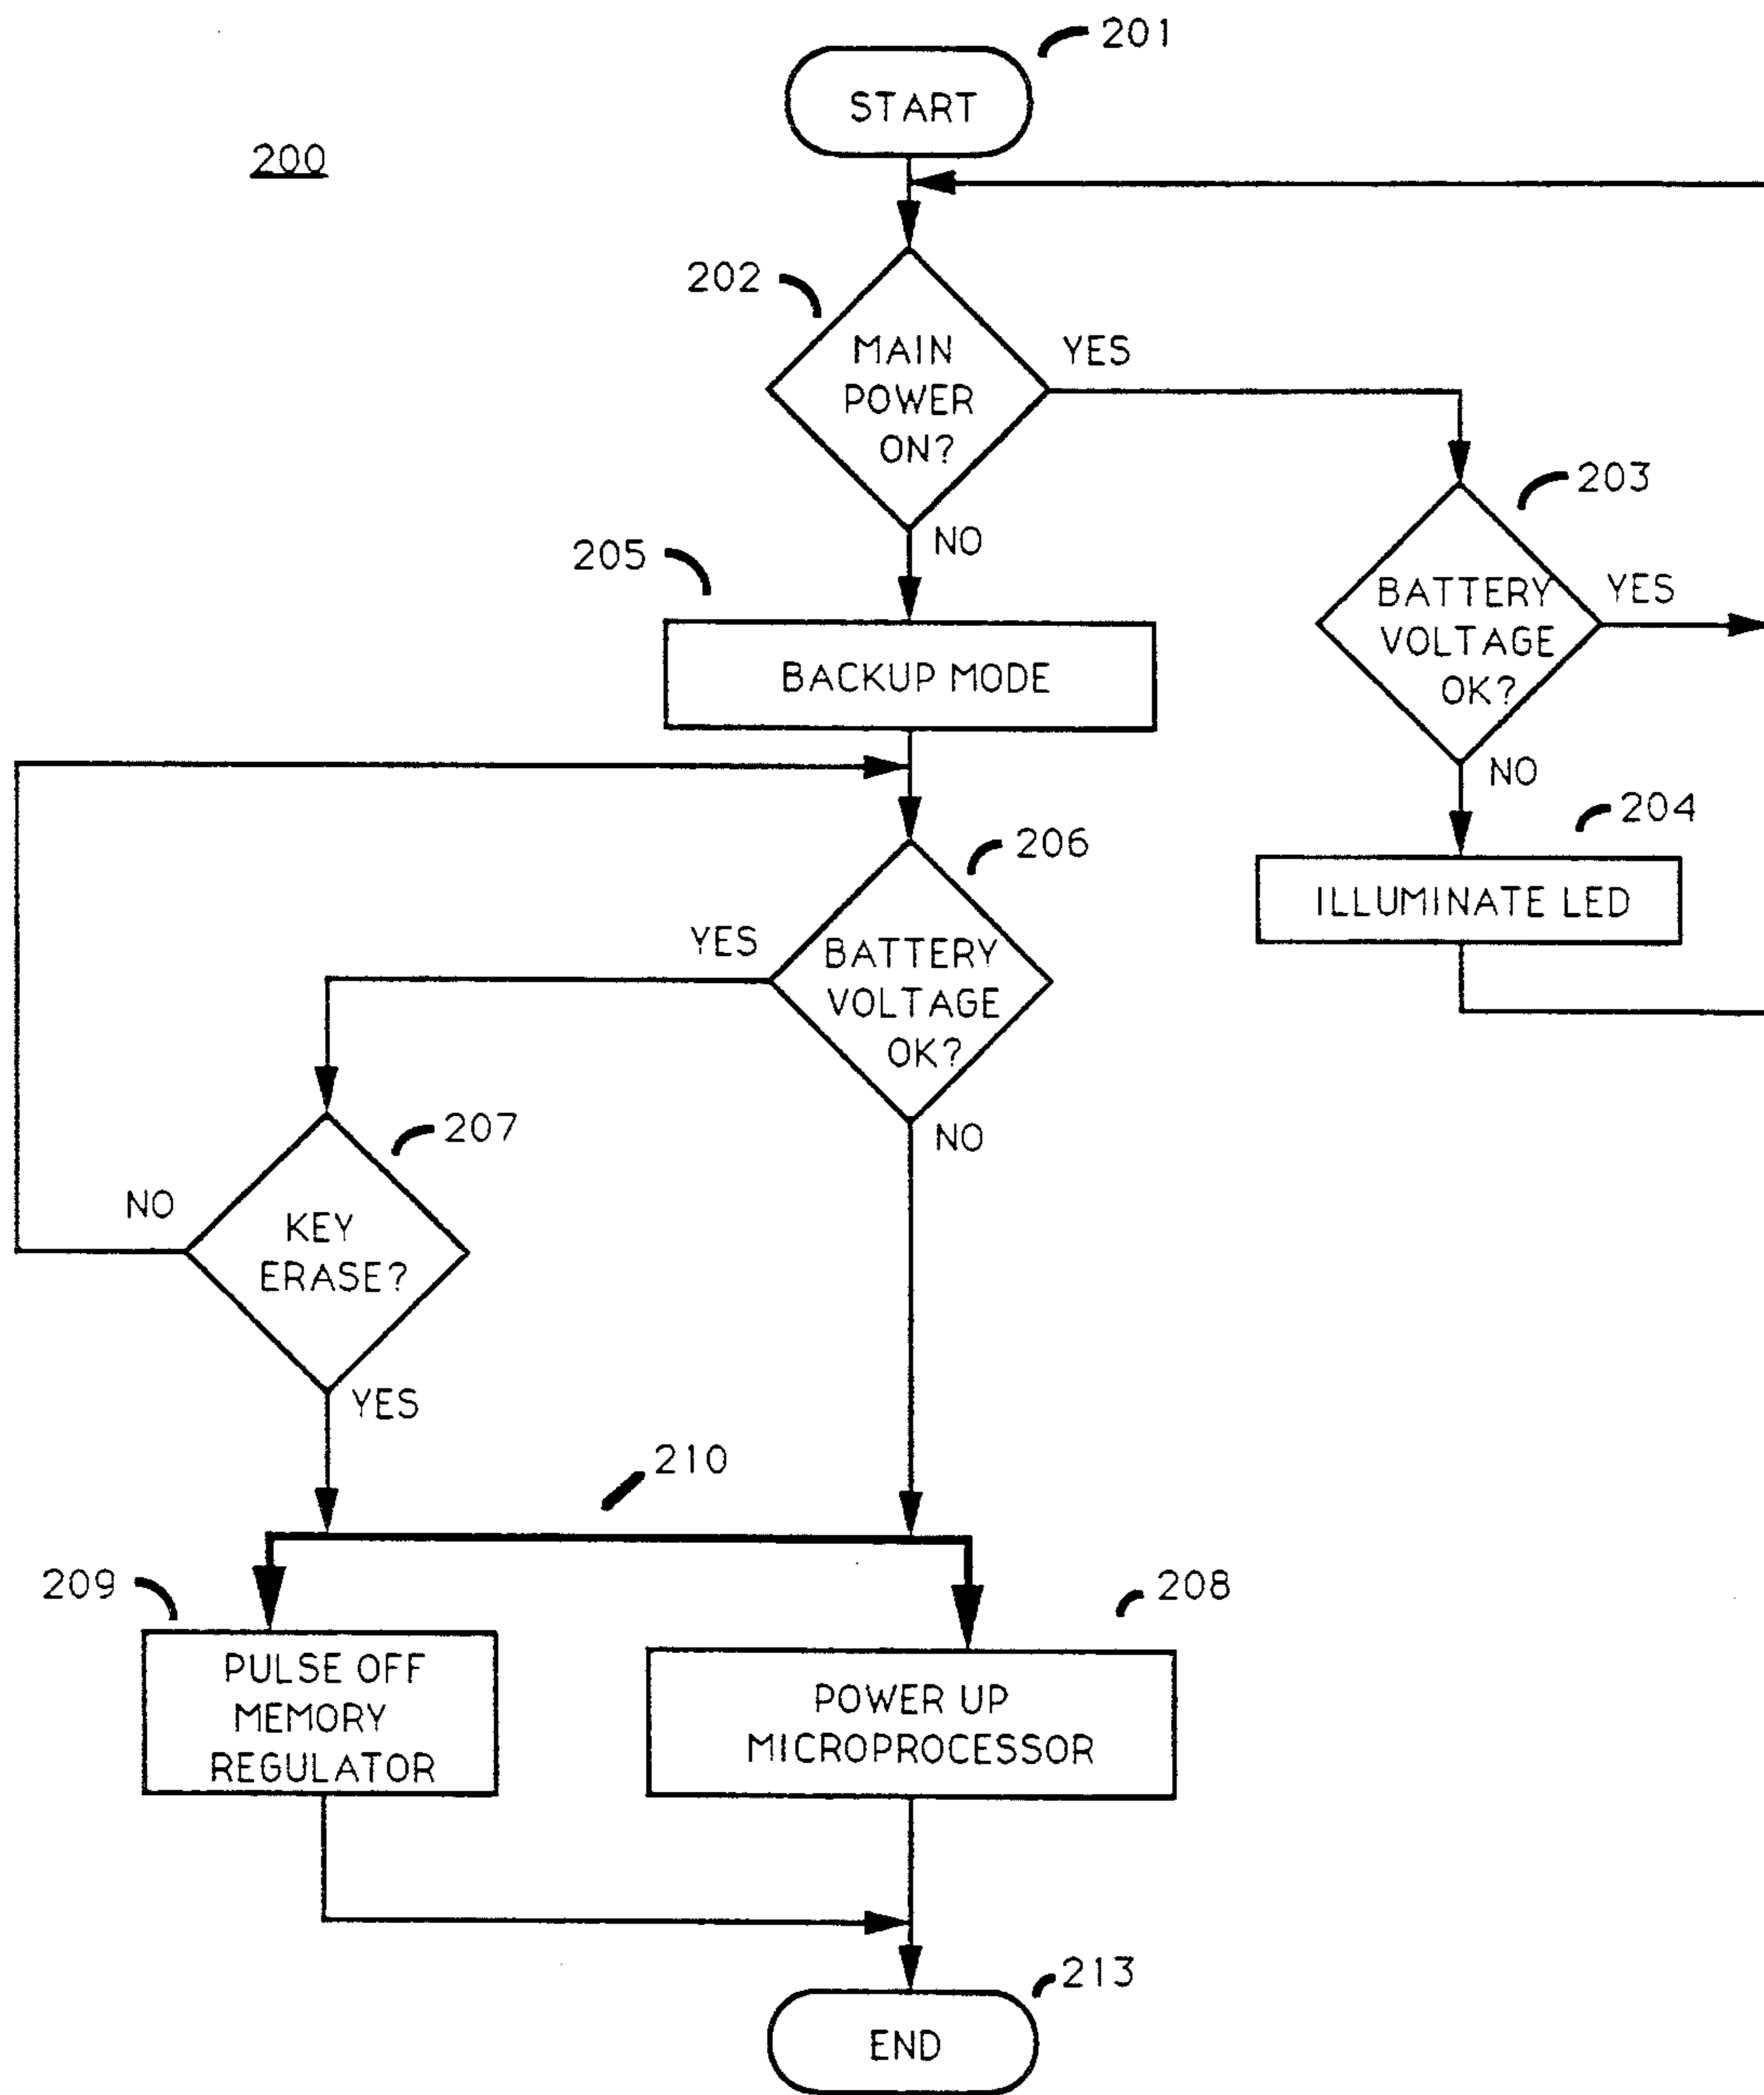 201
START
200
202
MAIN
POWER
ON?
YES
NO
203
BATTERY
VOLTAGE
OK?
YES
NO
205
BACKUP MODE
204
ILLUMINATE LED
206
BATTERY
VOLTAGE
OK?
YES
NO
207
KEY
ERASE?
NO
YES
210
209
PULSE OFF
MEMORY
REGULATOR
208
POWER UP
MICROPROCESSOR
213
END